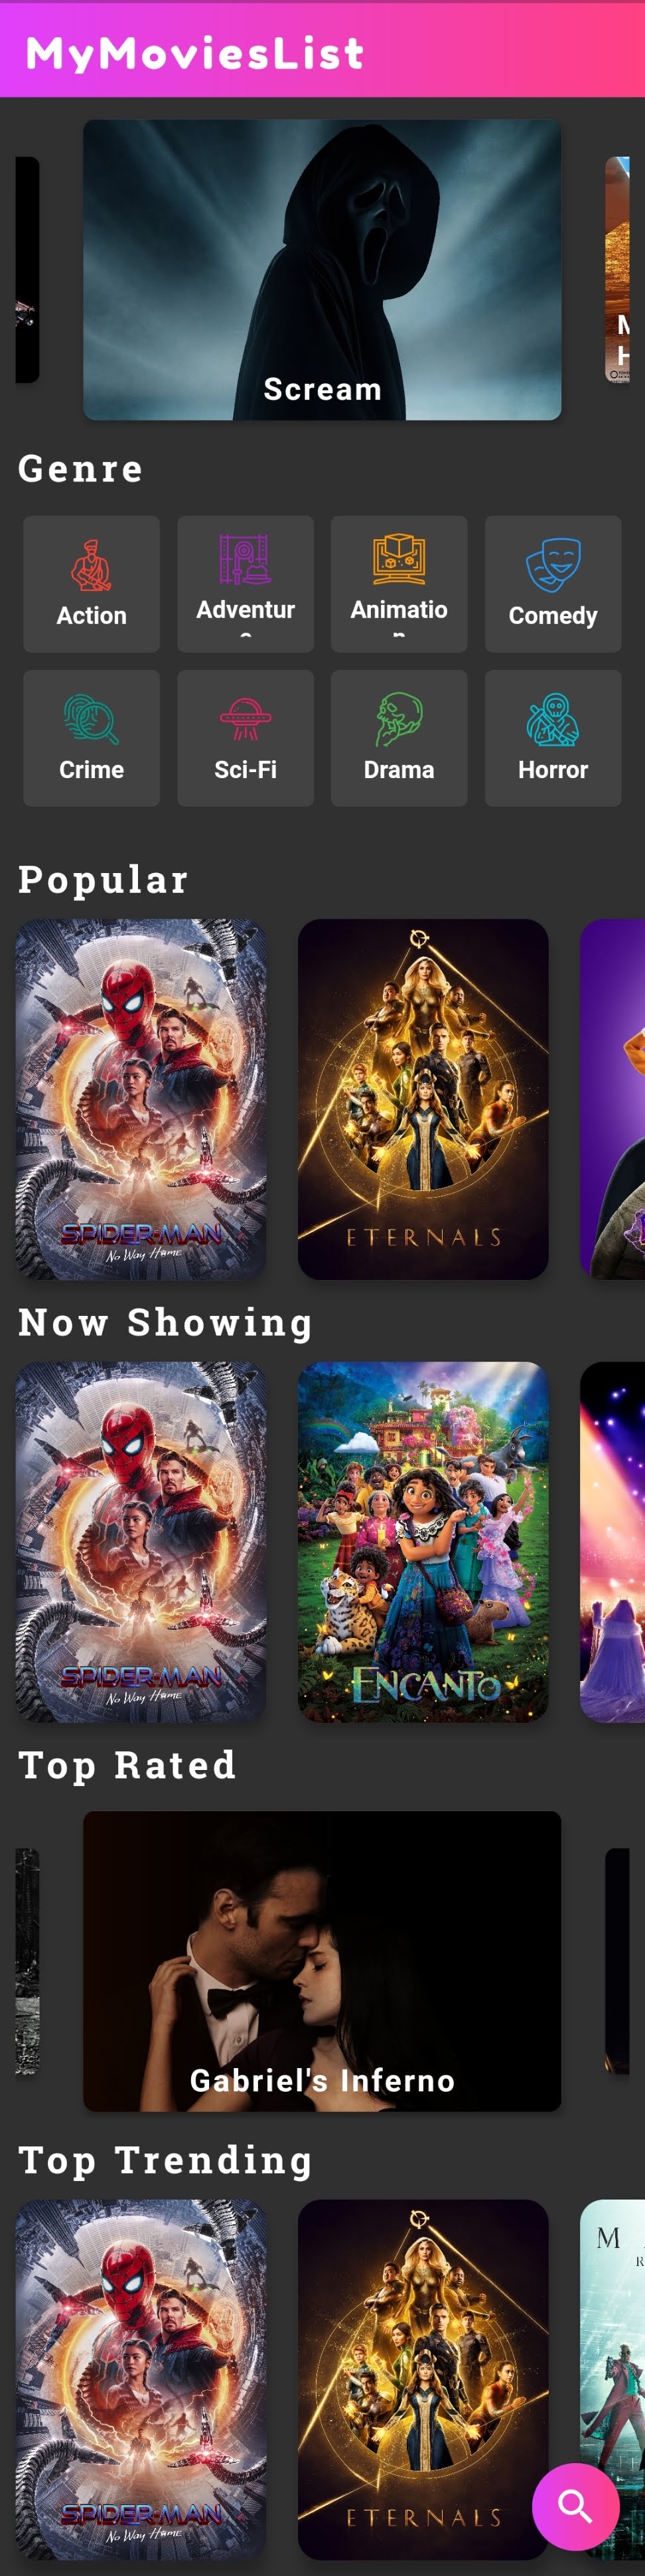 MyMoviesList
Scream
M
H
Genre
Action
Adventur
Animatio
Comedy
Crime
Sci-Fi
Drama
Horror
Popular
SPIDER-MAN
No Way Home
ETERNALS
Now Showing
SPIDER-MAN
No Way Home
ENCANTO
Top Rated
Gabriel's Inferno
Top Trending
SPIDER-MAN
No Way Home
ETERNALS
M
R